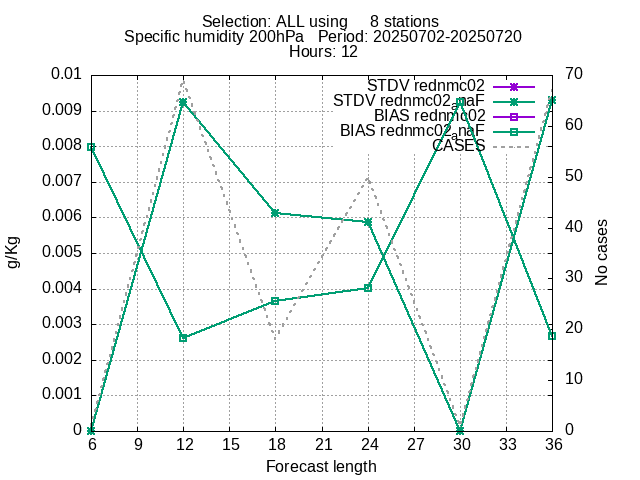 Selection: ALL using     8 stations
Specific humidity 200hPa   Period: 20250702-20250720
Hours: 12
STDV rednmc02
STDV rednmc02_anaF
BIAS rednmc02
BIAS rednmc02_anaF
CASES
0.01
0.009
0.008
0.007
0.006
0.005
0.004
0.003
0.002
0.001
0
g/Kg
70
60
50
40
30
20
10
0
No cases
6 9 12 15 18 21 24 27 30 33 36
Forecast length